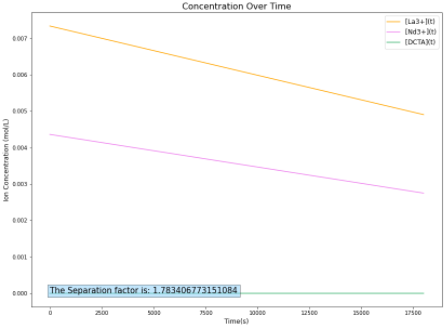 Concentration Over Time
[La3+](t)
[Nd3+](t)
[DCTA](t)
Ion Concentration (mol/L)
0.007
0.006
0.005
0.004
0.003
0.002
0.001
0.000
The Separation factor is: 1.783406773151084
0
2500
5000
7500
10000
12500
15000
17500
Time(s)